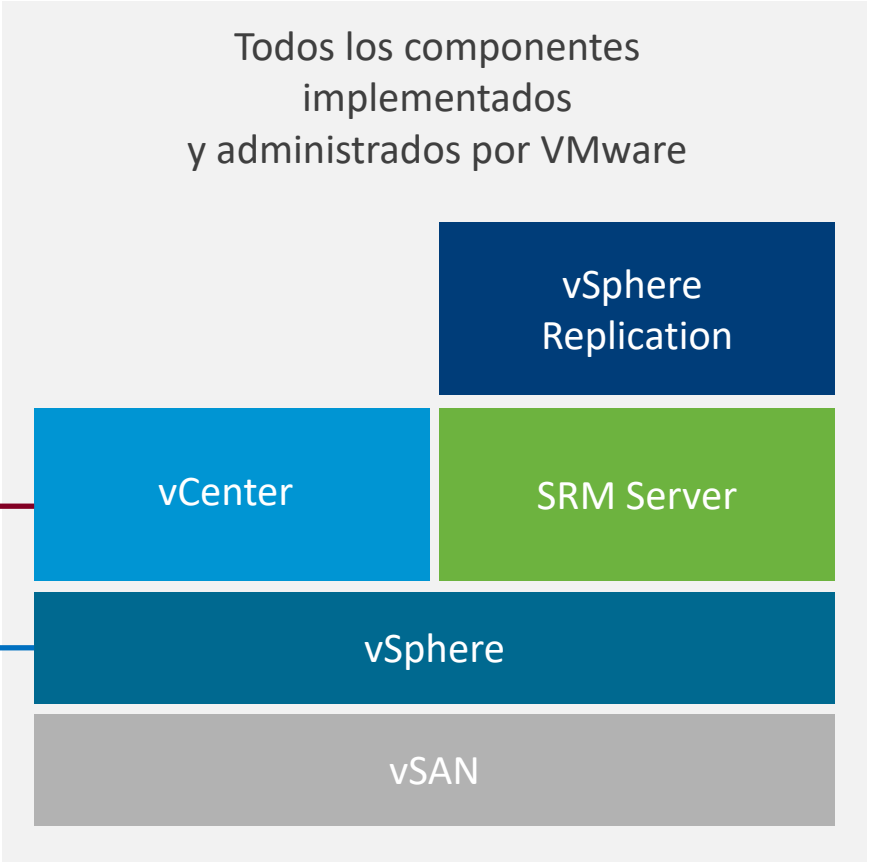 Todos los componentes
implementados
y administrados por VMware
vSphere
Replication
vCenter
SRM Server
vSphere
vSAN